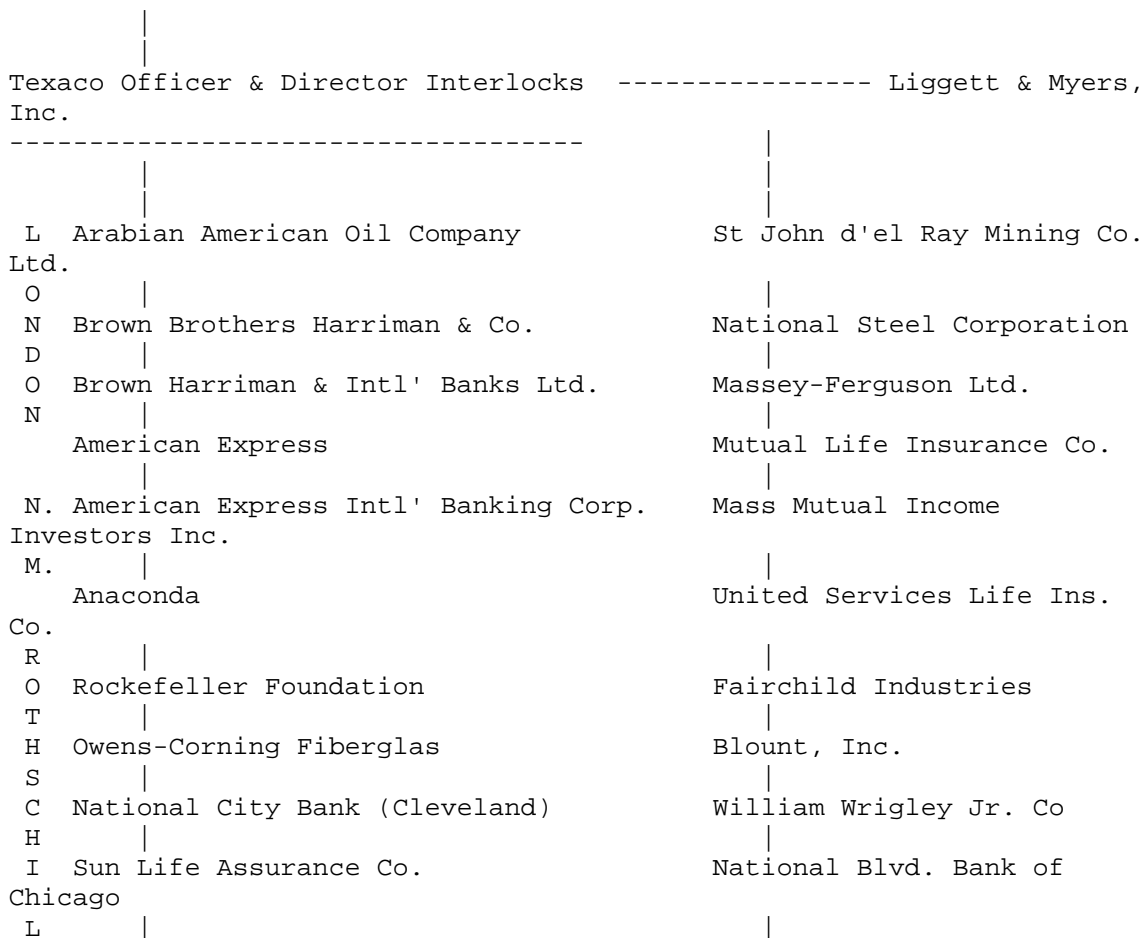 |
|
Texaco Officer & Director Interlocks ---------------- Liggett & Myers,
Inc.
------------------------------------ |
| |
| |
L Arabian American Oil Company St John d'el Ray Mining Co.
Ltd.
O | |
N Brown Brothers Harriman & Co. National Steel Corporation
D | |
O Brown Harriman & Intl' Banks Ltd. Massey-Ferguson Ltd.
N | |
American Express Mutual Life Insurance Co.
| |
N. American Express Intl' Banking Corp. Mass Mutual Income
Investors Inc.
M. | |
Anaconda United Services Life Ins.
Co.
R | |
O Rockefeller Foundation Fairchild Industries
T | |
H Owens-Corning Fiberglas Blount, Inc.
S | |
C National City Bank (Cleveland) William Wrigley Jr. Co
H | |
I Sun Life Assurance Co. National Blvd. Bank of
Chicago
L | |